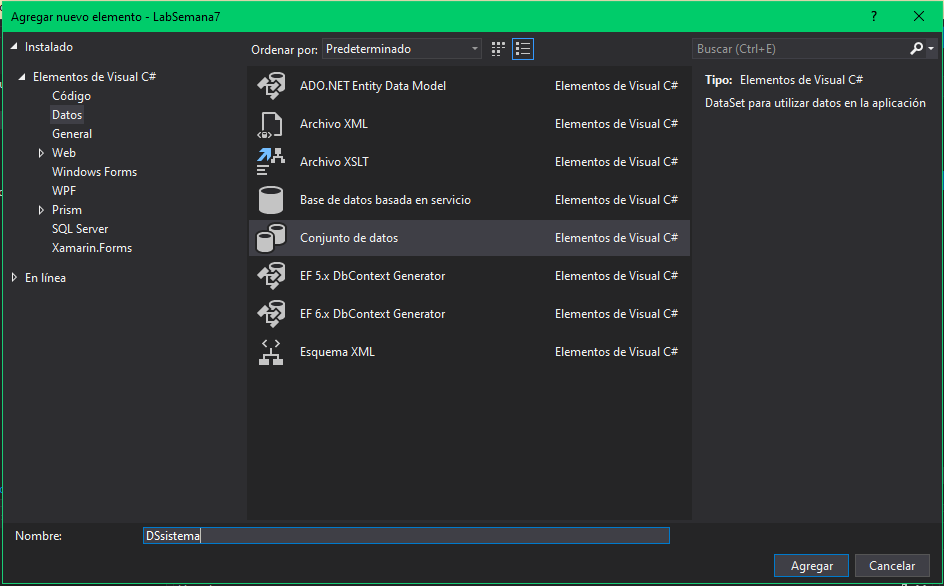 Agregar nuevo elemento - LabSemana7 ?
Instalado
Elementos de Visual C#
Código
Datos
General
Web
Windows Forms
WPF
Prism
SQL Server
Xamarin.Forms
En línea
Ordenar por: Predeterminado
ADO.NET Entity Data Model Elementos de Visual C#
Archivo XML Elementos de Visual C#
Archivo XSLT Elementos de Visual C#
Base de datos basada en servicio Elementos de Visual C#
Conjunto de datos Elementos de Visual C#
EF 5.x DbContext Generator Elementos de Visual C#
EF 6.x DbContext Generator Elementos de Visual C#
Esquema XML Elementos de Visual C#
Buscar (Ctrl+E)
Tipo: Elementos de Visual C#
DataSet para utilizar datos en la aplicación
Nombre: DSsistema
Agregar Cancelar